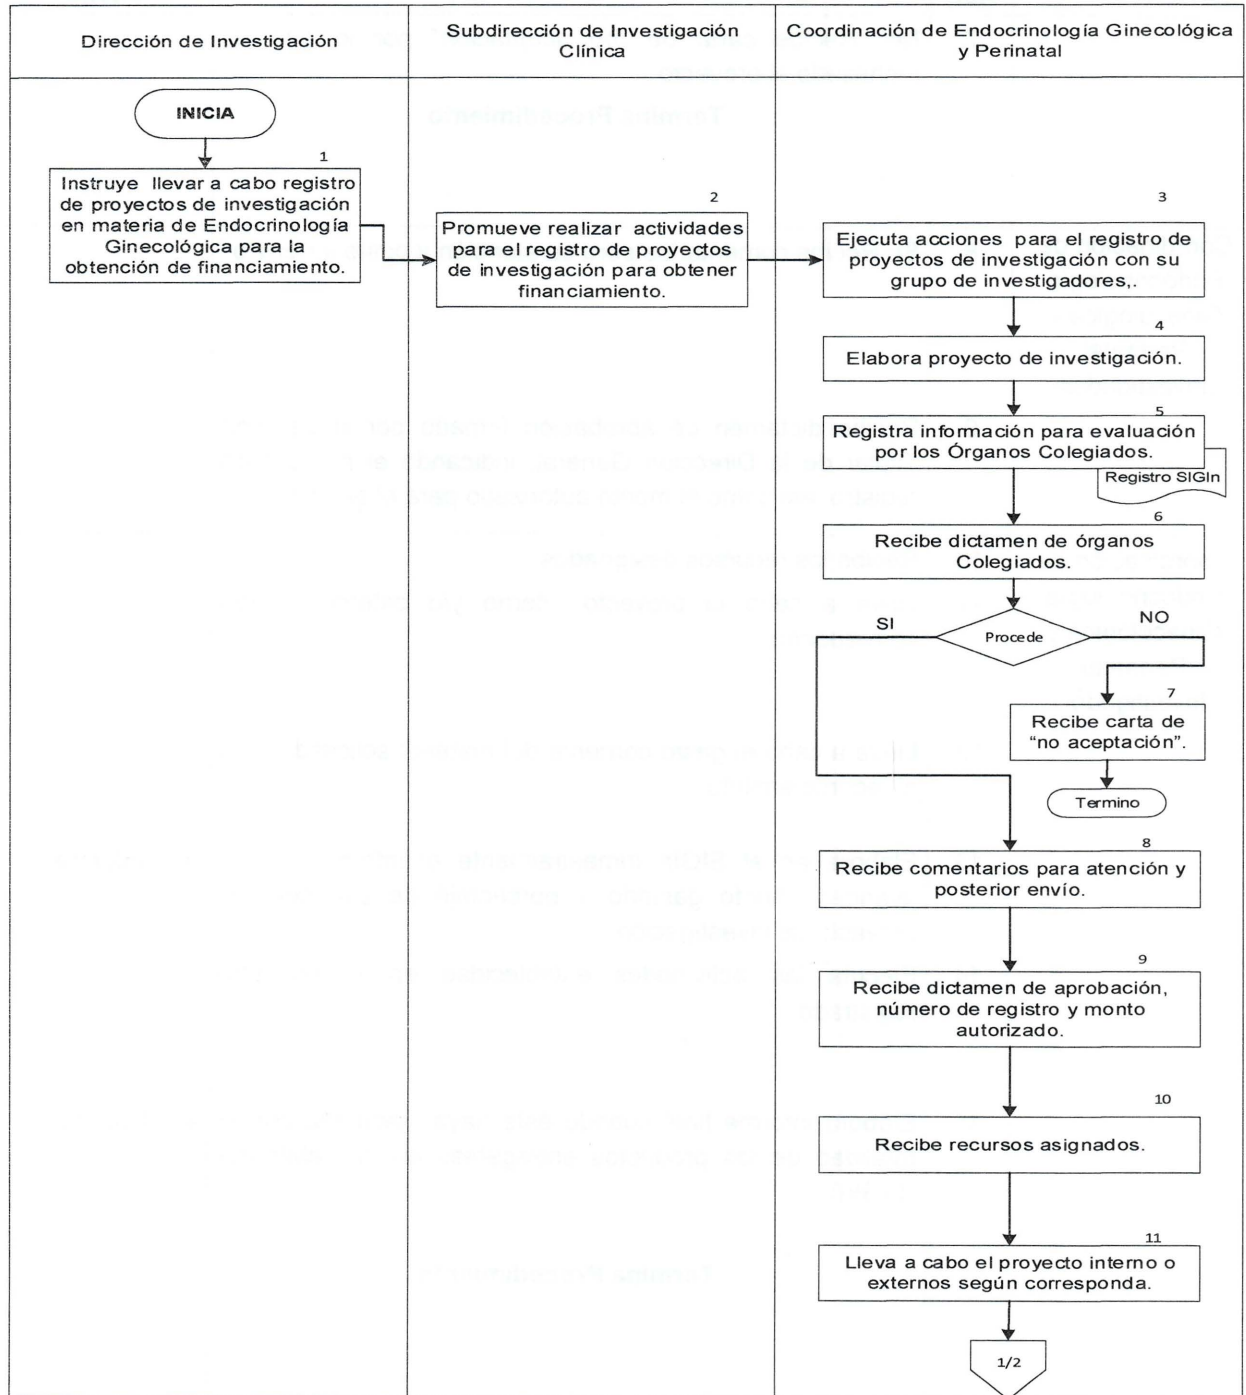 Dirección de Investigación
Subdirección de Investigación
Clínica
Coordinación de Endocrinología Ginecológica
y Perinatal
INICIA
1
Instruye llevar a cabo registro
de proyectos de investigación
en materia de Endocrinología
Ginecológica para la
obtención de financiamiento.
2
Promueve realizar actividades
para el registro de proyectos
de investigación para obtener
financiamiento.
3
Ejecuta acciones para el registro de
proyectos de investigación con su
grupo de investigadores,.
4
Elabora proyecto de investigación.
5
Registra información para evaluación
por los Órganos Colegiados.
Registro SIGIn
6
Recibe dictamen de órganos
Colegiados.
SI
Procede
NO
7
Recibe carta de
“no aceptación”.
Termino
8
Recibe comentarios para atención y
posterior envío.
9
Recibe dictamen de aprobación,
número de registro y monto
autorizado.
10
Recibe recursos asignados.
11
Lleva a cabo el proyecto interno o
externos según corresponda.
1/2